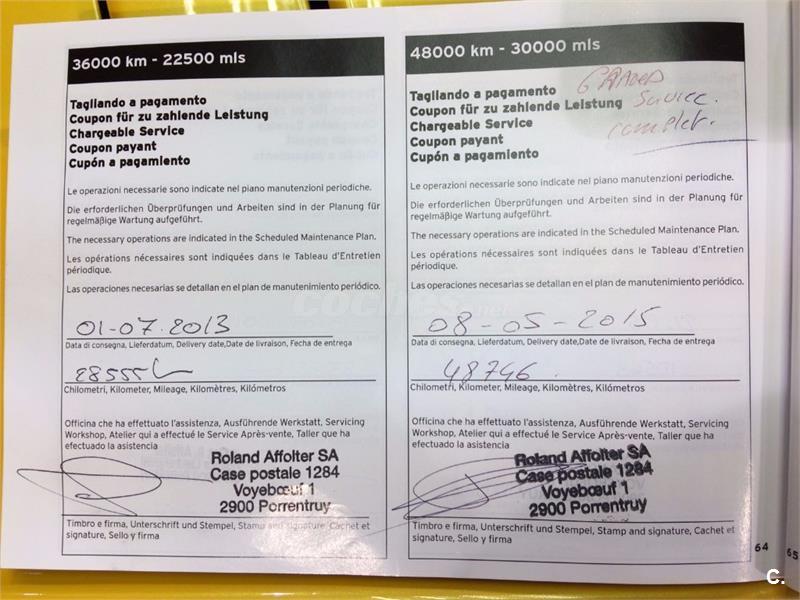 36000 km - 22500 mls
Tagliando a pagamento
Coupon für zu zahlende Leistung
Chargeable Service
Coupon payant
Cupón a pagamiento
Le operazioni necessarie sono indicate nel piano manutenzioni periodiche.
Die erforderlichen Überprüfungen und Arbeiten sind in der Planung für
regelmäßige Wartung aufgeführt.
The necessary operations are indicated in the Scheduled Maintenance Plan.
Les opérations nécessaires sont indiquées dans le Tableau d'Entretien
périodique.
Las operaciones necesarias se detallan en el plan de manutenimiento periódico.
01-07.2013
Data di consegna, Lieferdatum, Delivery date,Date de livraison, Fecha de entrega
28555
Chilometri, Kilometer, Mileage, Kilomètres, Kilómetros
Officina che ha effettuato l'assistenza, Ausführende Werkstatt, Servicing
Workshop, Atelier qui a effectué le Service Après-vente, Taller que ha
efectuado la asistencia
Roland Affolter SA
Case postale 1284
Voyebœuf 1
2900 Porrentruy
Timbro e firma, Unterschrift und Stempel, Stamp and signature, Cachet et
signature, Sello y firma
48000 km - 30000 mls
Tagliando a pagamento
Coupon für zu zahlende Leistung
Chargeable Service
Coupon payant
Cupón a pagamiento
Service
complet.
Le operazioni necessarie sono indicate nel piano manutenzioni periodiche.
Die erforderlichen Überprüfungen und Arbeiten sind in der Planung für
regelmäßige Wartung aufgeführt.
The necessary operations are indicated in the Scheduled Maintenance Plan.
Les opérations nécessaires sont indiquées dans le Tableau d'Entretien
périodique.
Las operaciones necesarias se detallan en el plan de manutenimiento periódico.
08-05-2015
Data di consegna, Lieferdatum, Delivery date,Date de livraison, Fecha de entrega
48746
Chilometri, Kilometer, Mileage, Kilomètres, Kilómetros
Officina che ha effettuato l'assistenza, Ausführende Werkstatt, Servicing
Workshop, Atelier qui a effectué le Service Après-vente, Taller que ha
efectuado la asistencia
Roland Affolter SA
Case postale 1284
Voyebœuf 1
2900 Porrentruy
Timbro e firma, Unterschrift und Stempel, Stamp and signature, Cachet et
signature, Sello y firma
64
65
coches.net
C.